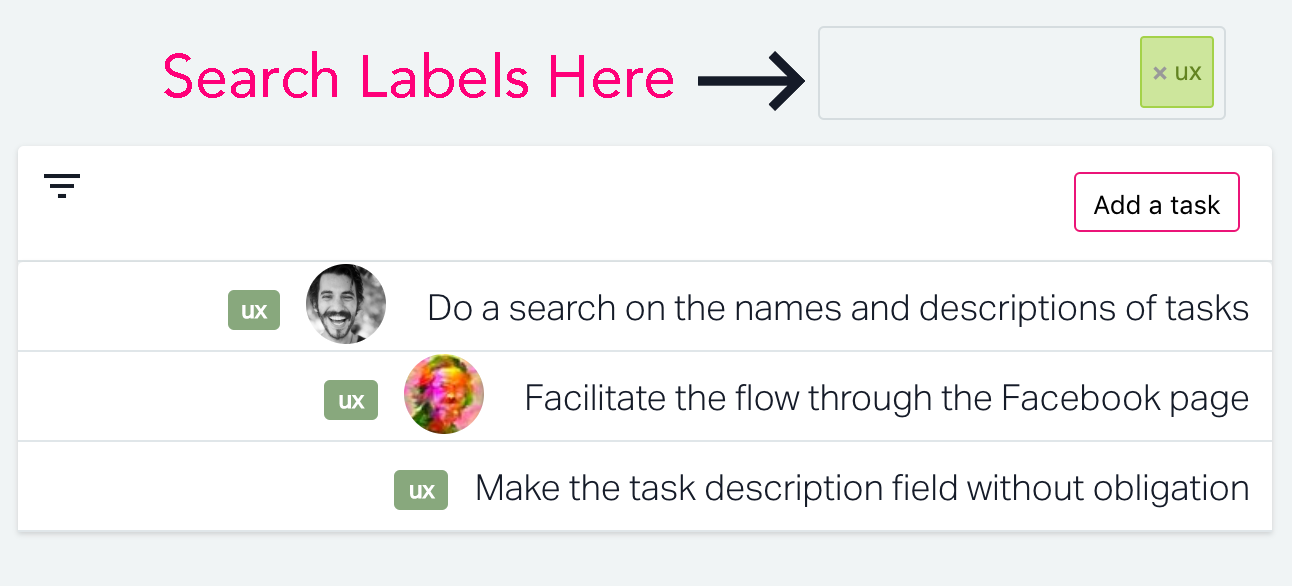 Search Labels Here
× ux
Add a task
ux Do a search on the names and descriptions of tasks
ux Facilitate the flow through the Facebook page
ux Make the task description field without obligation